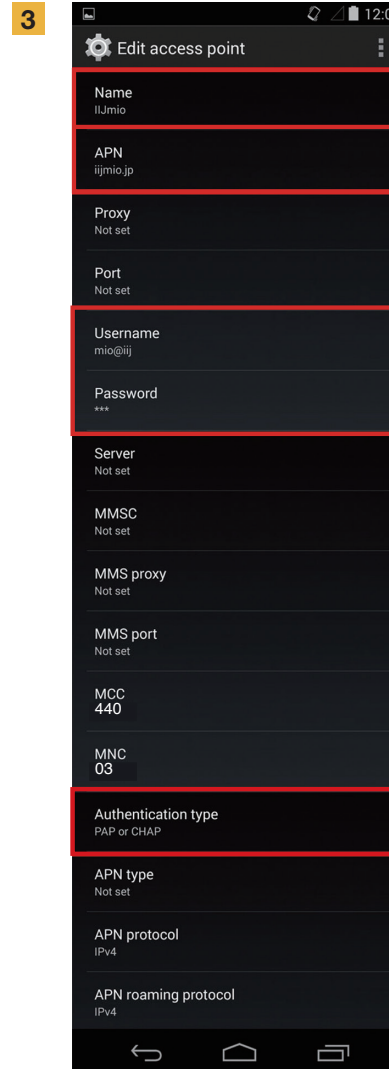 3
12:0
Edit access point
Name
IIJmio
APN
iijmio.jp
Proxy
Not set
Port
Not set
Username
mio@iij
Password
***
Server
Not set
MMSC
Not set
MMS proxy
Not set
MMS port
Not set
MCC
440
MNC
03
Authentication type
PAP or CHAP
APN type
Not set
APN protocol
IPv4
APN roaming protocol
IPv4